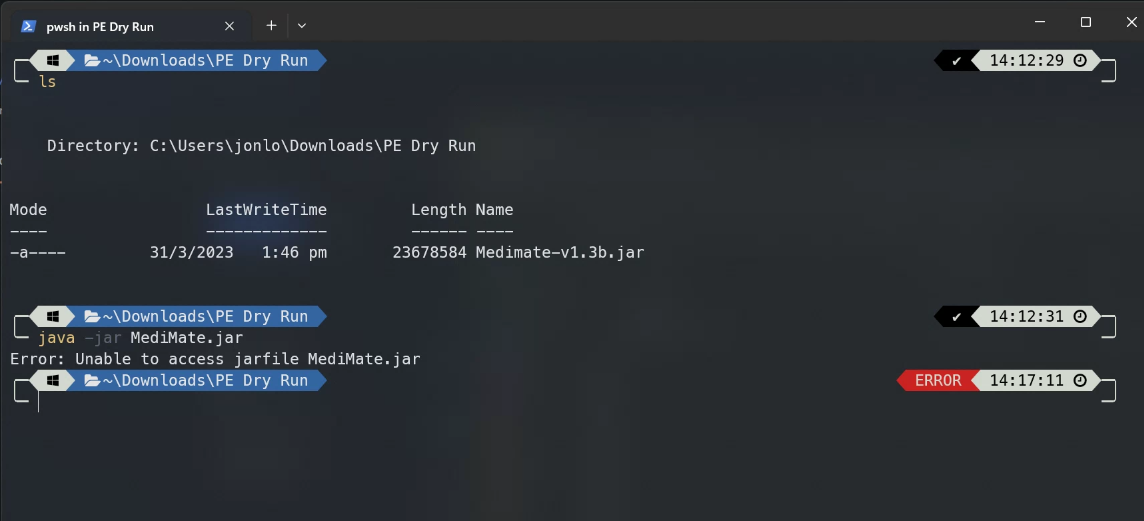 pwsh in PE Dry Run
~\Downloads\PE Dry Run 14:12:29
ls
Directory: C:\Users\jonlo\Downloads\PE Dry Run
Mode LastWriteTime Length Name
---- ------------- ------ ----
-a---- 31/3/2023 1:46 pm 23678584 Medimate-v1.3b.jar
~\Downloads\PE Dry Run 14:12:31
java -jar MediMate.jar
Error: Unable to access jarfile MediMate.jar
~\Downloads\PE Dry Run ERROR 14:17:11